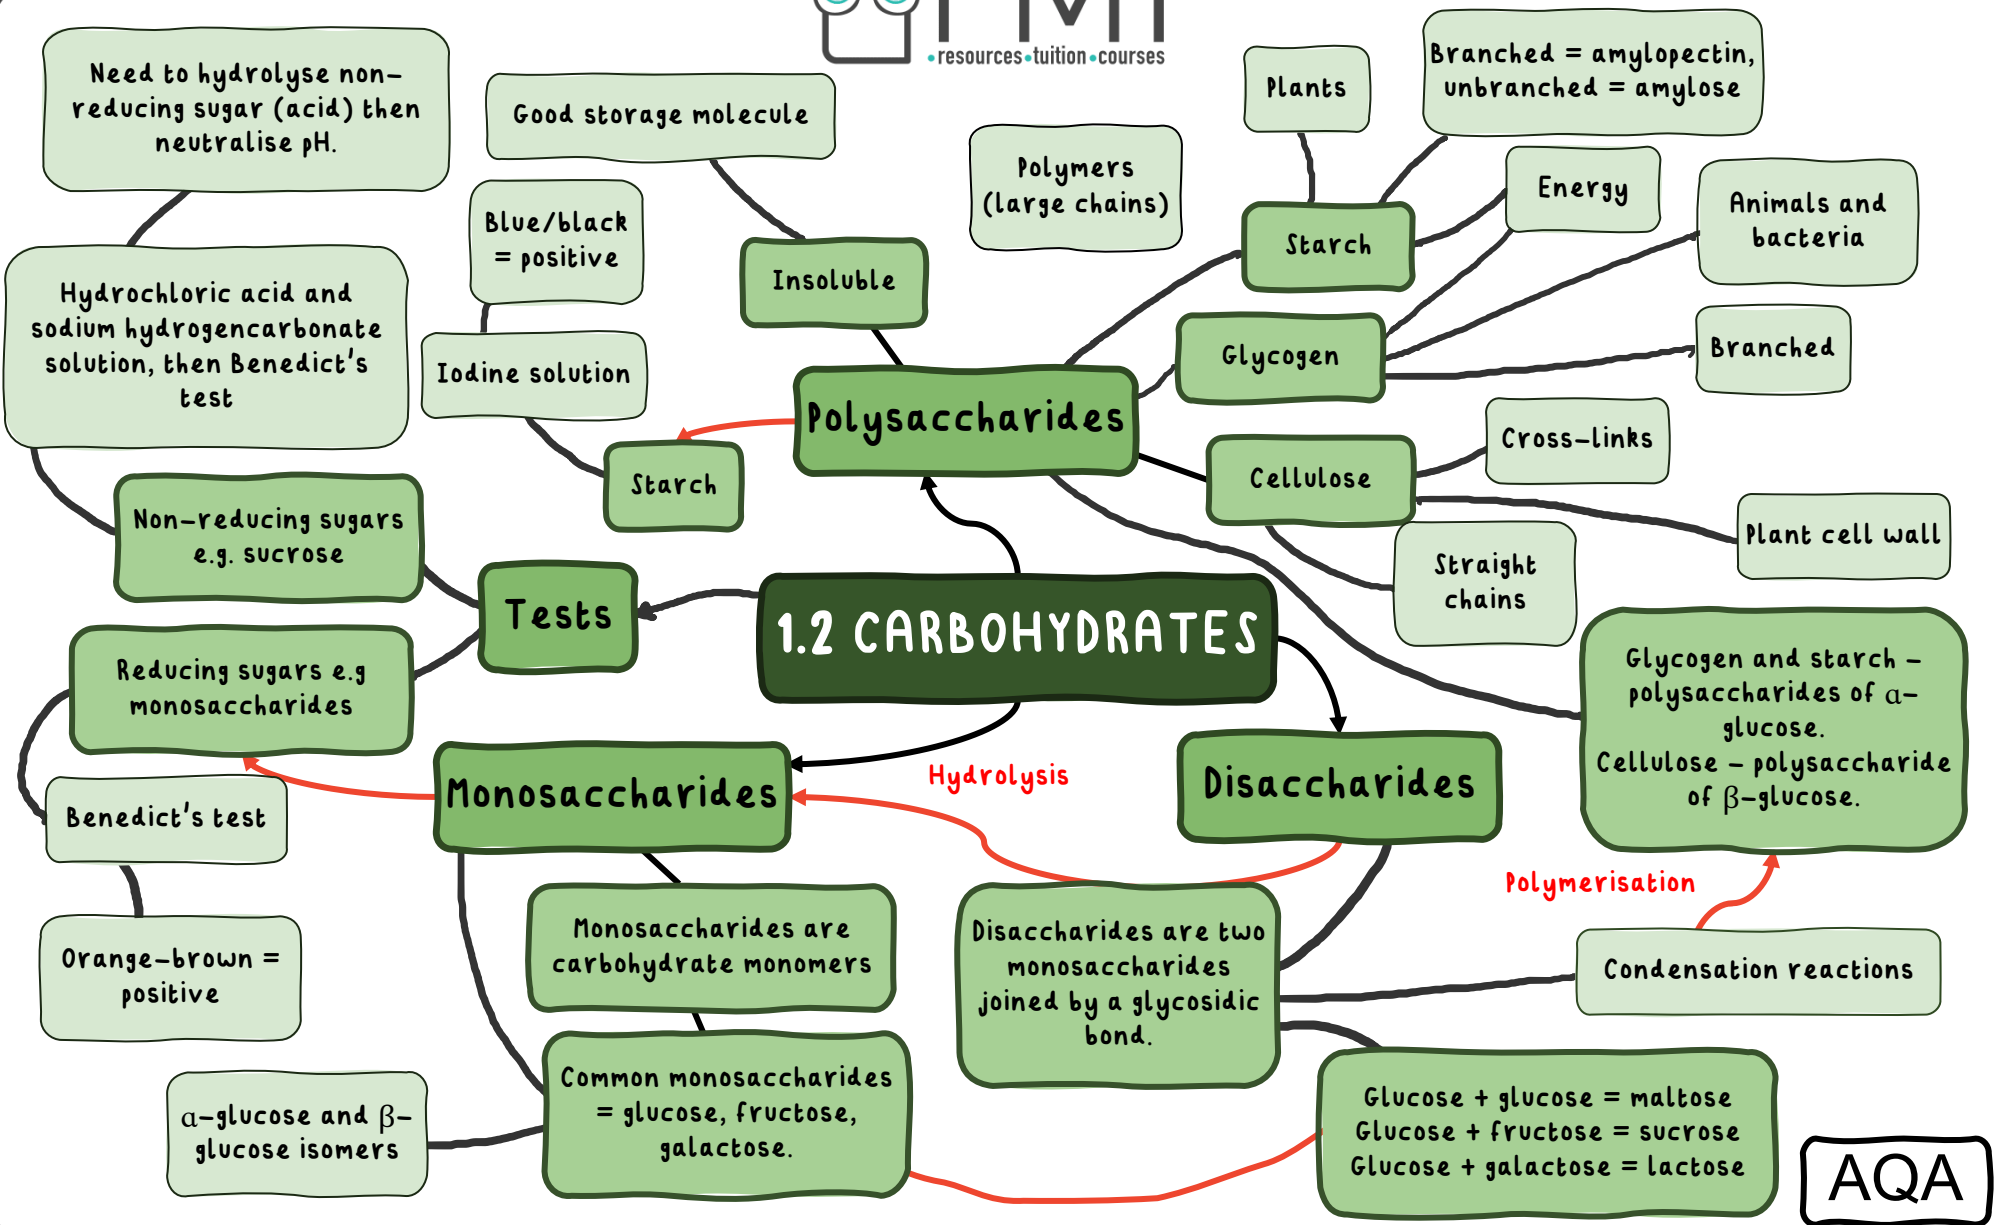 PMT
•resources•tuition•courses
Need to hydrolyse non-
reducing sugar (acid) then
neutralise pH.
Good storage molecule
Plants
Branched = amylopectin,
unbranched = amylose
Polymers
(large chains)
Energy
Animals and
bacteria
Blue/black
= positive
Insoluble
Starch
Hydrochloric acid and
sodium hydrogencarbonate
solution, then Benedict's
test
Iodine solution
Glycogen
Branched
Polysaccharides
Starch
Cellulose
Cross-links
Plant cell wall
Straight
chains
Non-reducing sugars
e.g. sucrose
Tests
1.2 CARBOHYDRATES
Reducing sugars e.g
monosaccharides
Glycogen and starch -
polysaccharides of α-
glucose.
Cellulose - polysaccharide
of β-glucose.
Monosaccharides
Hydrolysis
Disaccharides
Benedict's test
Polymerisation
Orange-brown =
positive
Monosaccharides are
carbohydrate monomers
Disaccharides are two
monosaccharides
joined by a glycosidic
bond.
Condensation reactions
α-glucose and β-
glucose isomers
Common monosaccharides
= glucose, fructose,
galactose.
Glucose + glucose = maltose
Glucose + fructose = sucrose
Glucose + galactose = lactose
AQA